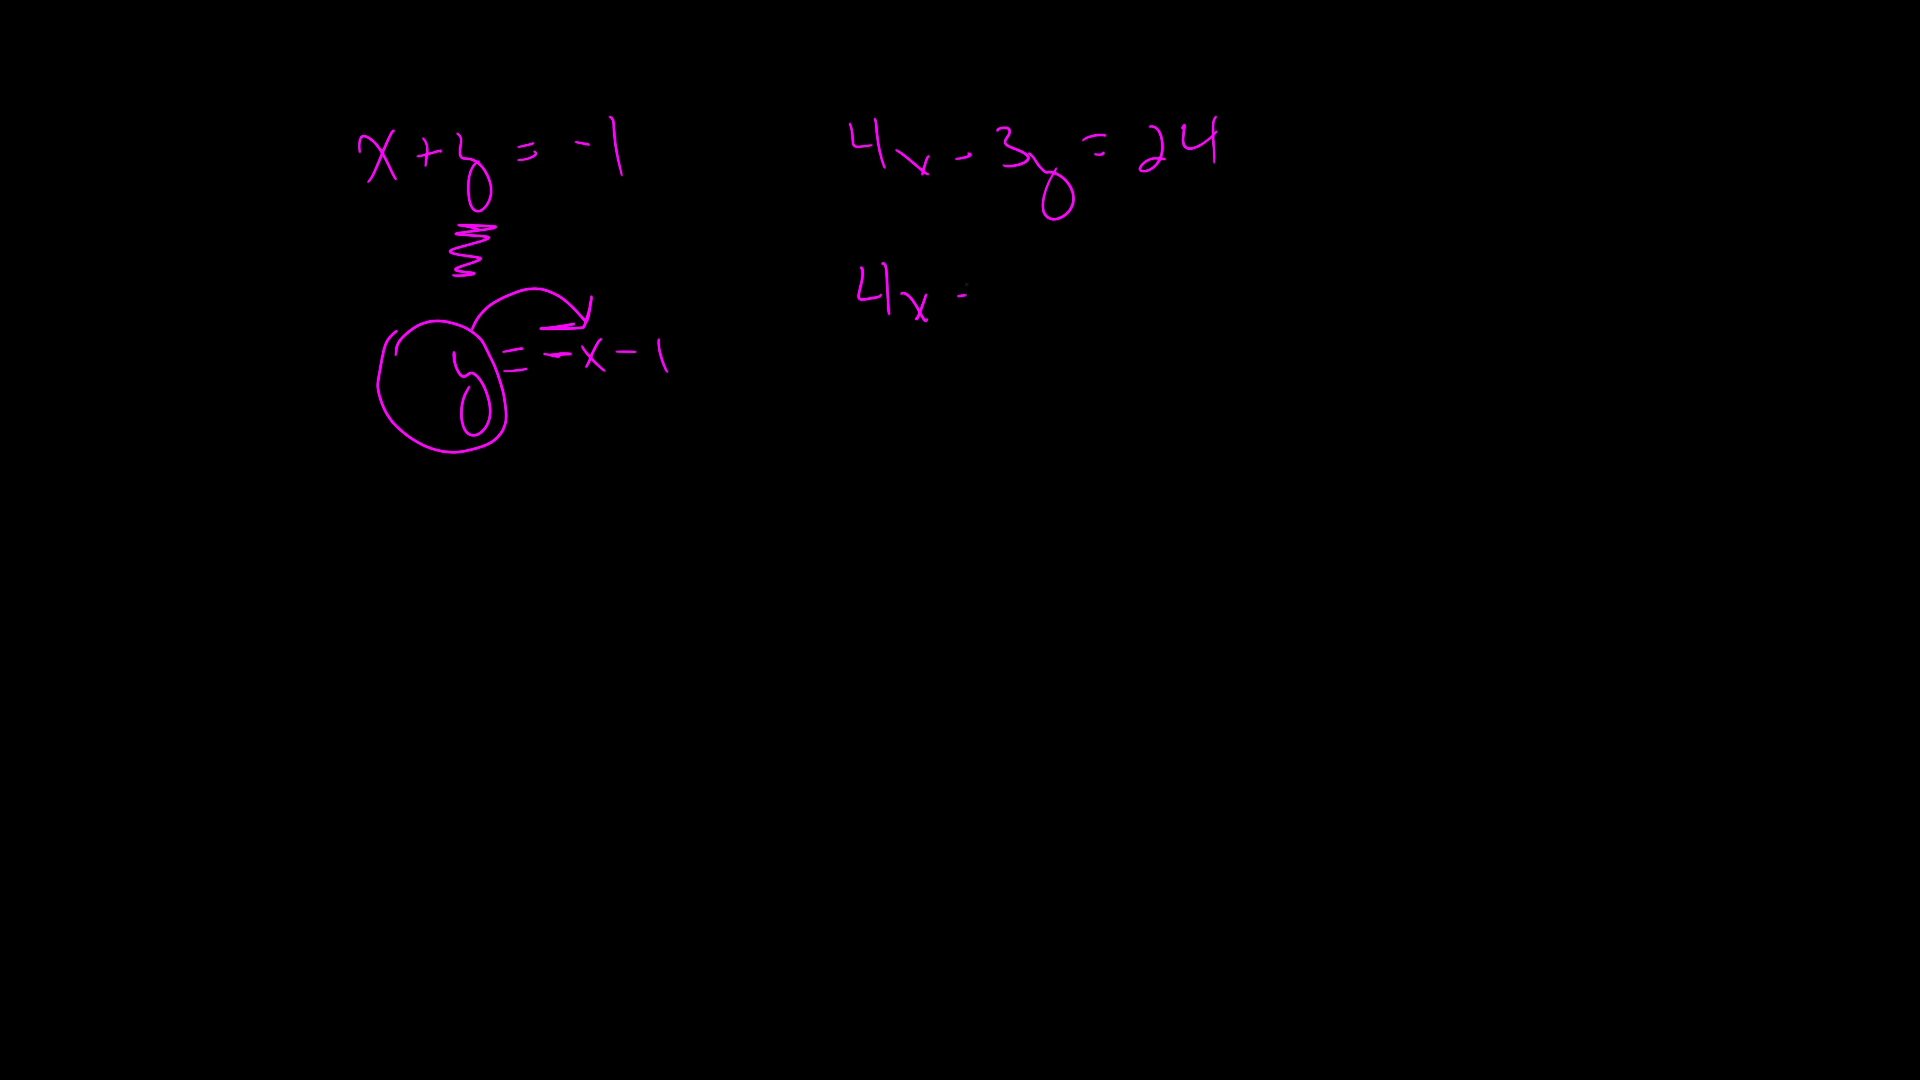 x + y = -1
4x - 3y = 24
4x -
y = -x - 1